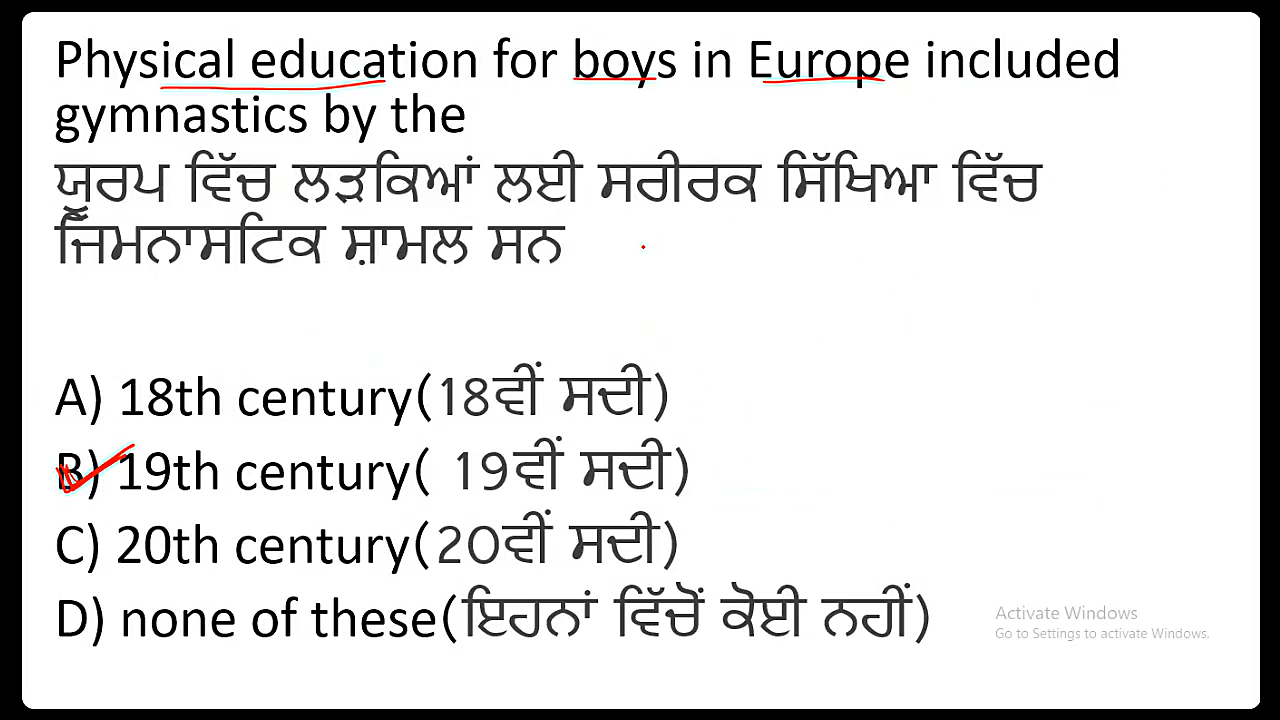 Physical education for boys in Europe included
gymnastics by the
ਯੂਰਪ ਵਿੱਚ ਲੜਕਿਆਂ ਲਈ ਸਰੀਰਕ ਸਿੱਖਿਆ ਵਿੱਚ
ਜਿਮਨਾਸਟਿਕ ਸ਼ਾਮਲ ਸਨ
A) 18th century(18ਵੀਂ ਸਦੀ)
B) 19th century( 19ਵੀਂ ਸਦੀ)
C) 20th century(20ਵੀਂ ਸਦੀ)
D) none of these(ਇਹਨਾਂ ਵਿੱਚੋਂ ਕੋਈ ਨਹੀਂ)
Activate Windows
Go to Settings to activate Windows.